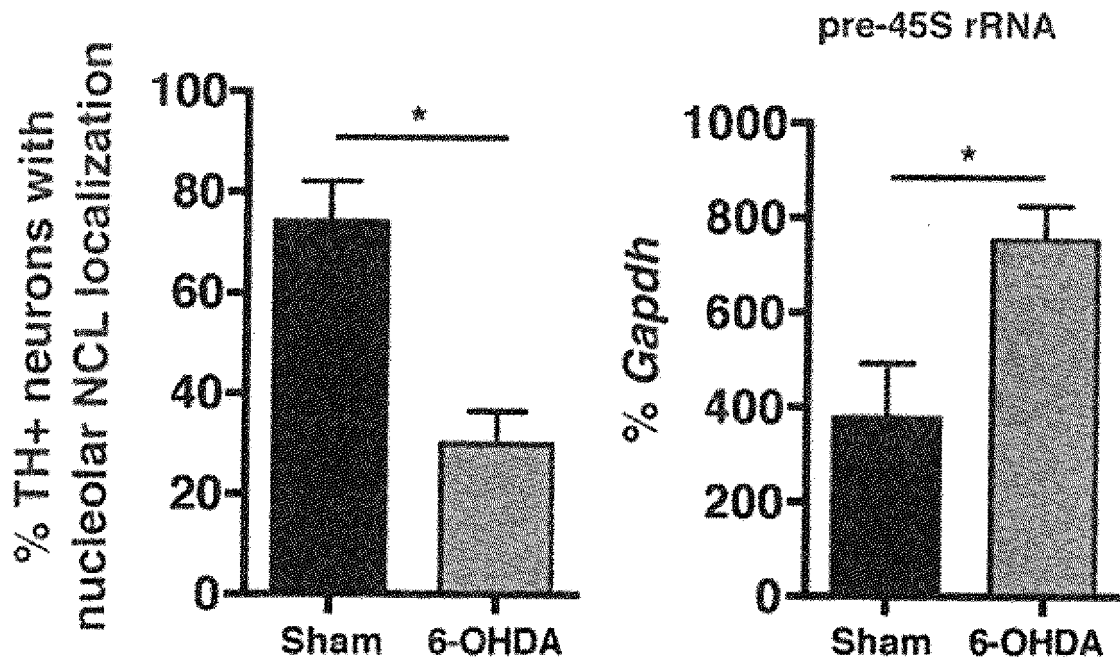 % TH+ neurons with
nucleolar NCL localization
100
80
60
40
20
0
*
Sham
6-OHDA
pre-45S rRNA
% Gapdh
1000
800
600
400
200
0
*
Sham
6-OHDA